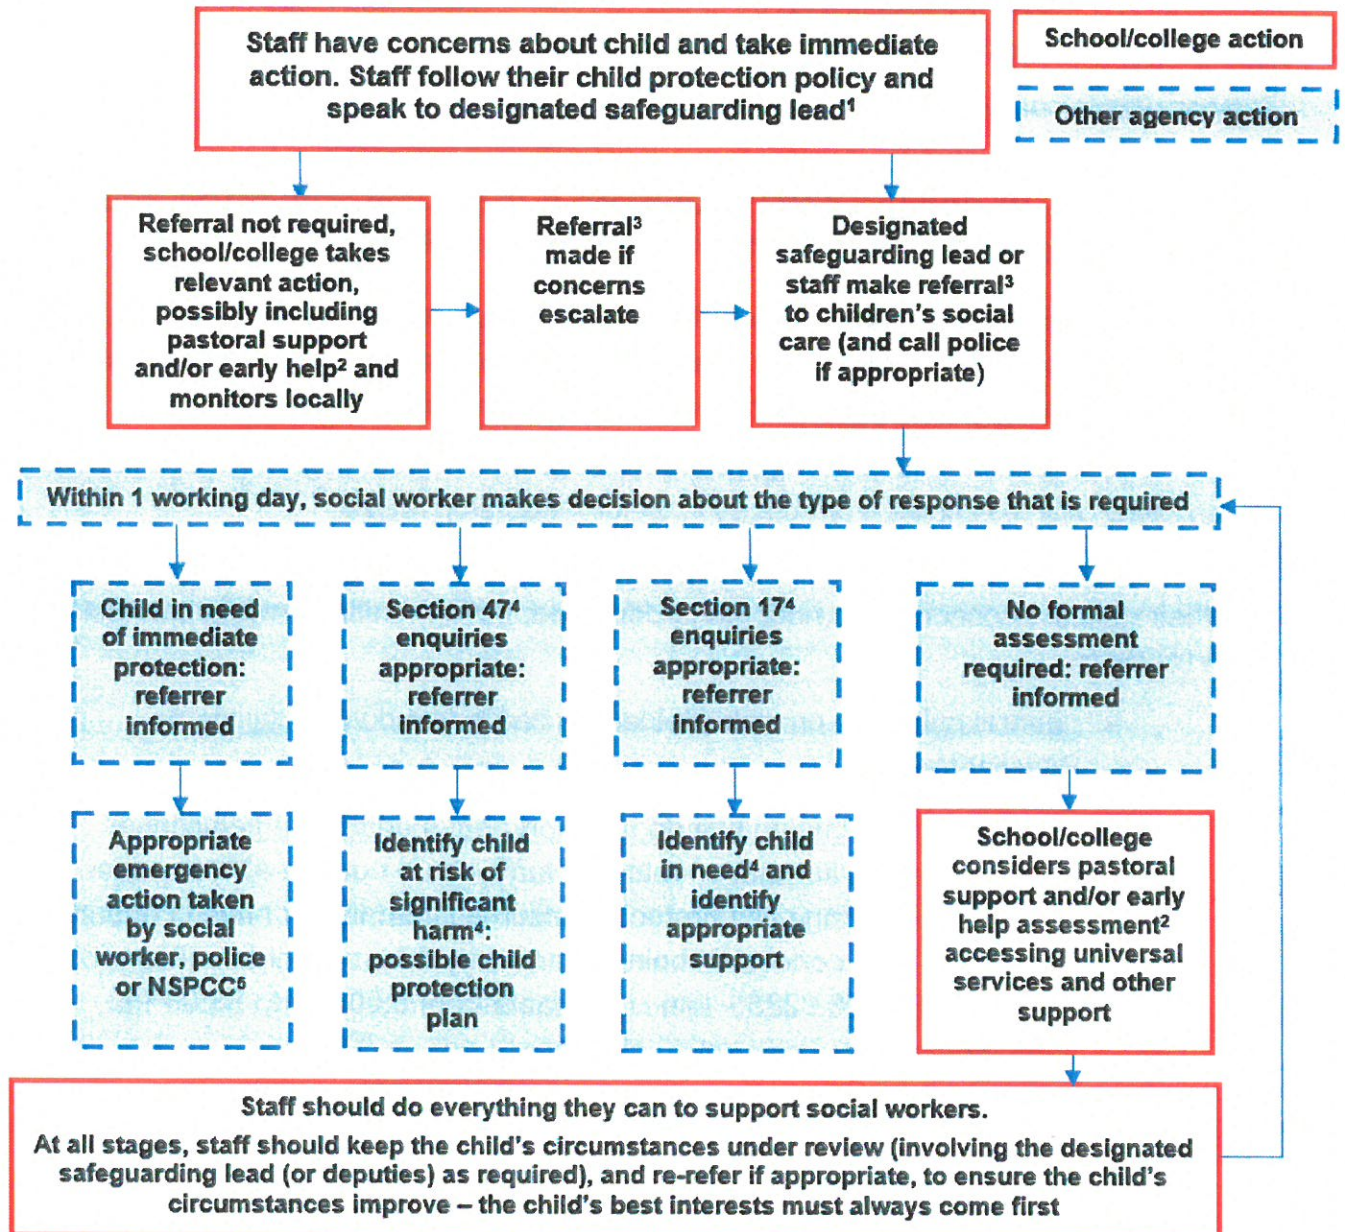 Staff have concerns about child and take immediate
action. Staff follow their child protection policy and
speak to designated safeguarding lead¹
School/college action
Other agency action
Referral not required,
school/college takes
relevant action,
possibly including
pastoral support
and/or early help² and
monitors locally
Referral³
made if
concerns
escalate
Designated
safeguarding lead or
staff make referral³
to children's social
care (and call police
if appropriate)
Within 1 working day, social worker makes decision about the type of response that is required
Child in need
of immediate
protection:
referrer
informed
Section 47⁴
enquiries
appropriate:
referrer
informed
Section 17⁴
enquiries
appropriate:
referrer
informed
No formal
assessment
required: referrer
informed
Appropriate
emergency
action taken
by social
worker, police
or NSPCC⁵
Identify child
at risk of
significant
harm⁴:
possible child
protection
plan
Identify child
in need⁴ and
identify
appropriate
support
School/college
considers pastoral
support and/or early
help assessment²
accessing universal
services and other
support
Staff should do everything they can to support social workers.
At all stages, staff should keep the child's circumstances under review (involving the designated
safeguarding lead (or deputies) as required), and re-refer if appropriate, to ensure the child's
circumstances improve – the child's best interests must always come first